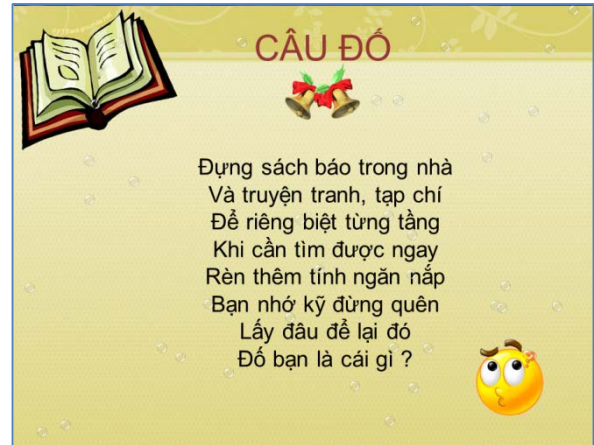 CÂU ĐỐ
Đựng sách báo trong nhà
Và truyện tranh, tạp chí
Để riêng biệt từng tầng
Khi cần tìm được ngay
Rèn thêm tính ngăn nắp
Bạn nhớ kỹ đừng quên
Lấy đâu để lại đó
Đố bạn là cái gì ?